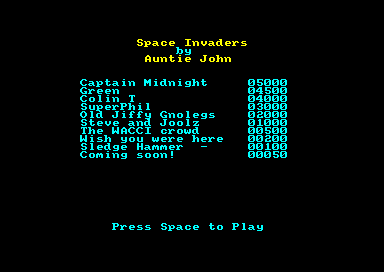 Space Invaders
by
Auntie John
Captain Midnight 05000
Green 04500
Colin T 04000
SuperPhil 03000
Old Jiffy Gnolegs 02000
Steve and Joolz 01000
The WACCI crowd 00500
Wish you were here 00200
Sledge Hammer - 00100
Coming soon! 00050
Press Space to Play